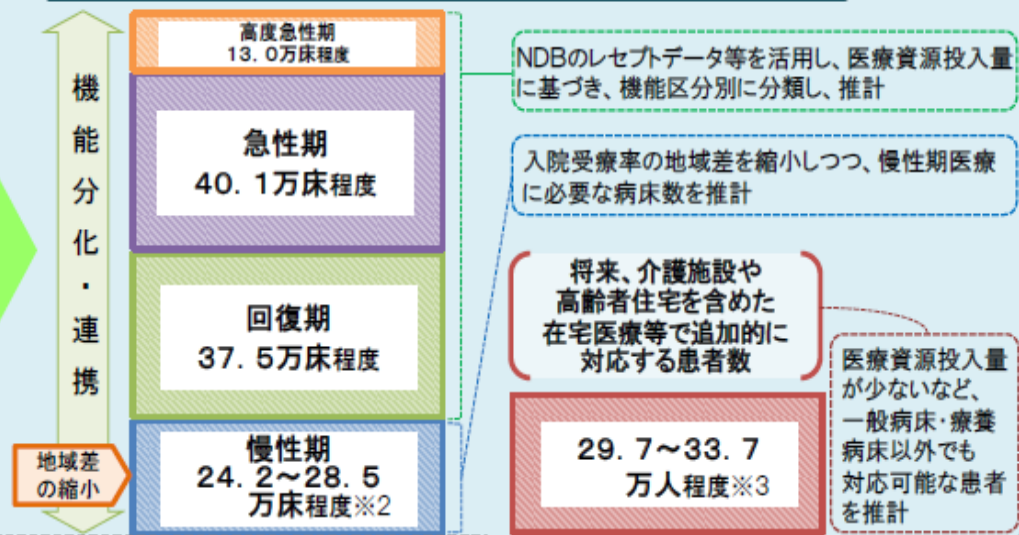 機能分化・連携
高度急性期
13．0万床程度
急性期
40．1万床程度
回復期
37．5万床程度
慢性期
24．2～28．5
万床程度※2
地域差
の縮小
NDBのレセプトデータ等を活用し、医療資源投入量
に基づき、機能区分別に分類し、推計
入院受療率の地域差を縮小しつつ、慢性期医療
に必要な病床数を推計
将来、介護施設や
高齢者住宅を含めた
在宅医療等で追加的に
対応する患者数
29．7～33．7
万人程度※3
医療資源投入量
が少ないなど、
一般病床・療養
病床以外でも
対応可能な患者
を推計